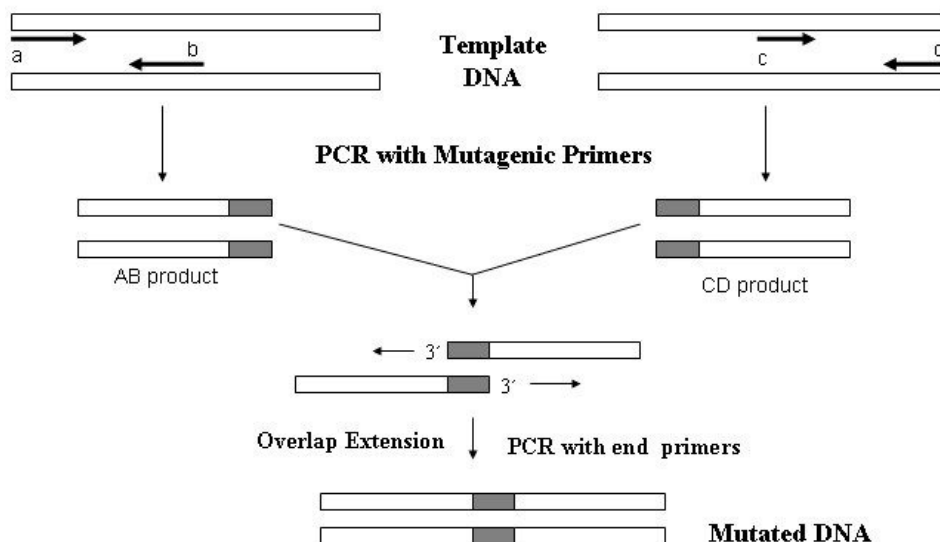 a
b
Template
DNA
c
d
PCR with Mutagenic Primers
AB product
CD product
3´
3´
Overlap Extension
PCR with end primers
Mutated DNA